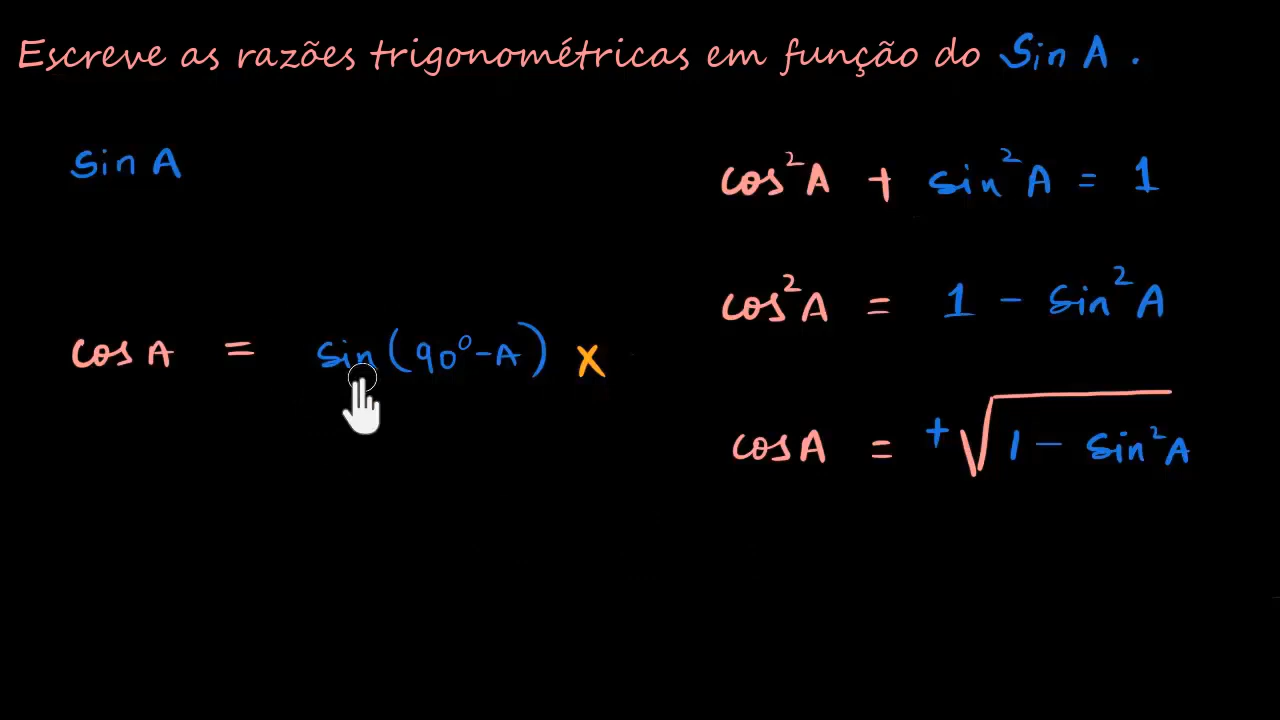 Escreve as razões trigonométricas em função do Sin A.
sin A
cos²A + sin²A = 1
cos²A = 1 - sin²A
cos A = sin(90° - A) X
cos A = +√1 - sin²A